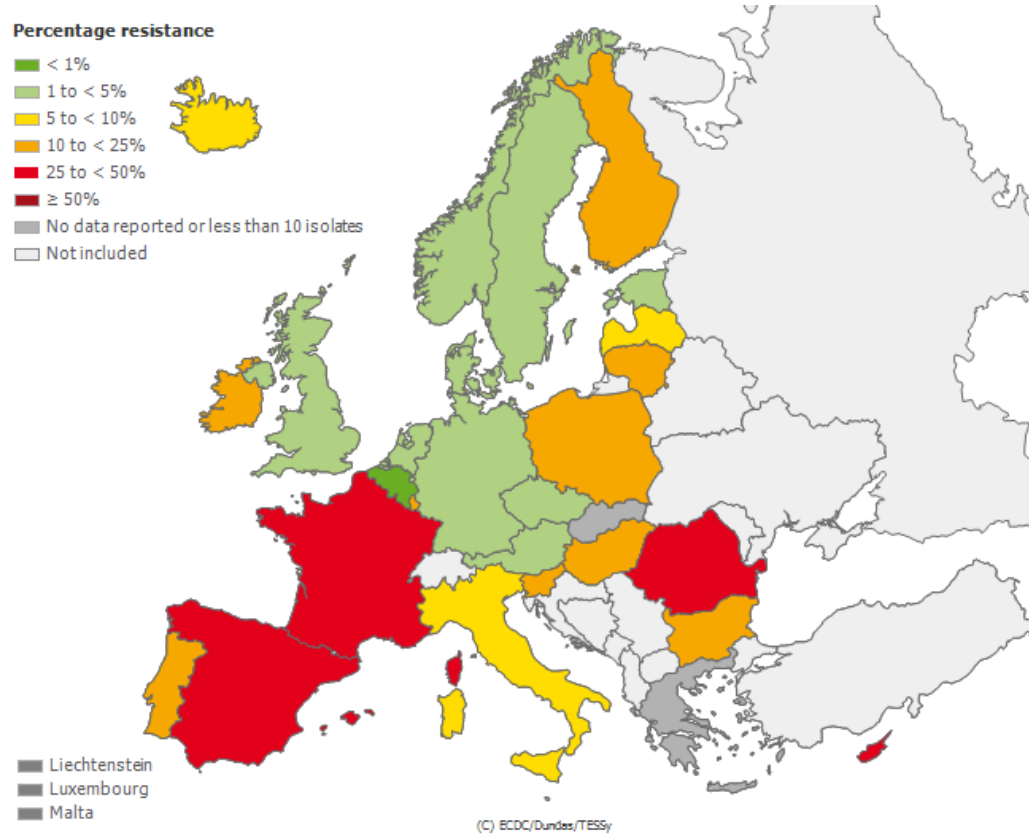 Percentage resistance
< 1%
1 to < 5%
5 to < 10%
10 to < 25%
25 to < 50%
≥ 50%
No data reported or less than 10 isolates
Not included
Liechtenstein
Luxembourg
Malta
(C) ECDC/Dundas/TESSy